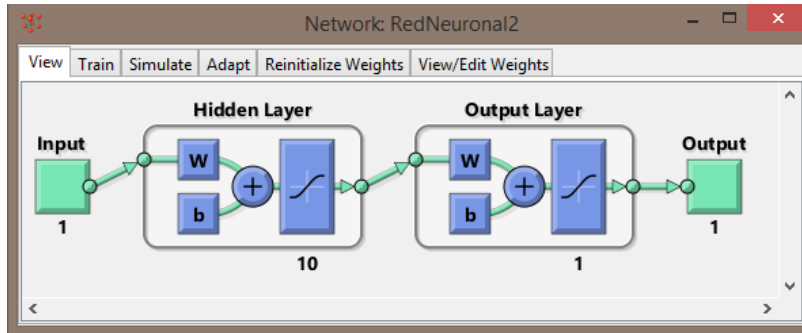 Network: RedNeuronal2
View Train Simulate Adapt Reinitialize Weights View/Edit Weights
Hidden Layer Output Layer
Input Output
W W
b b
1 1
10 1